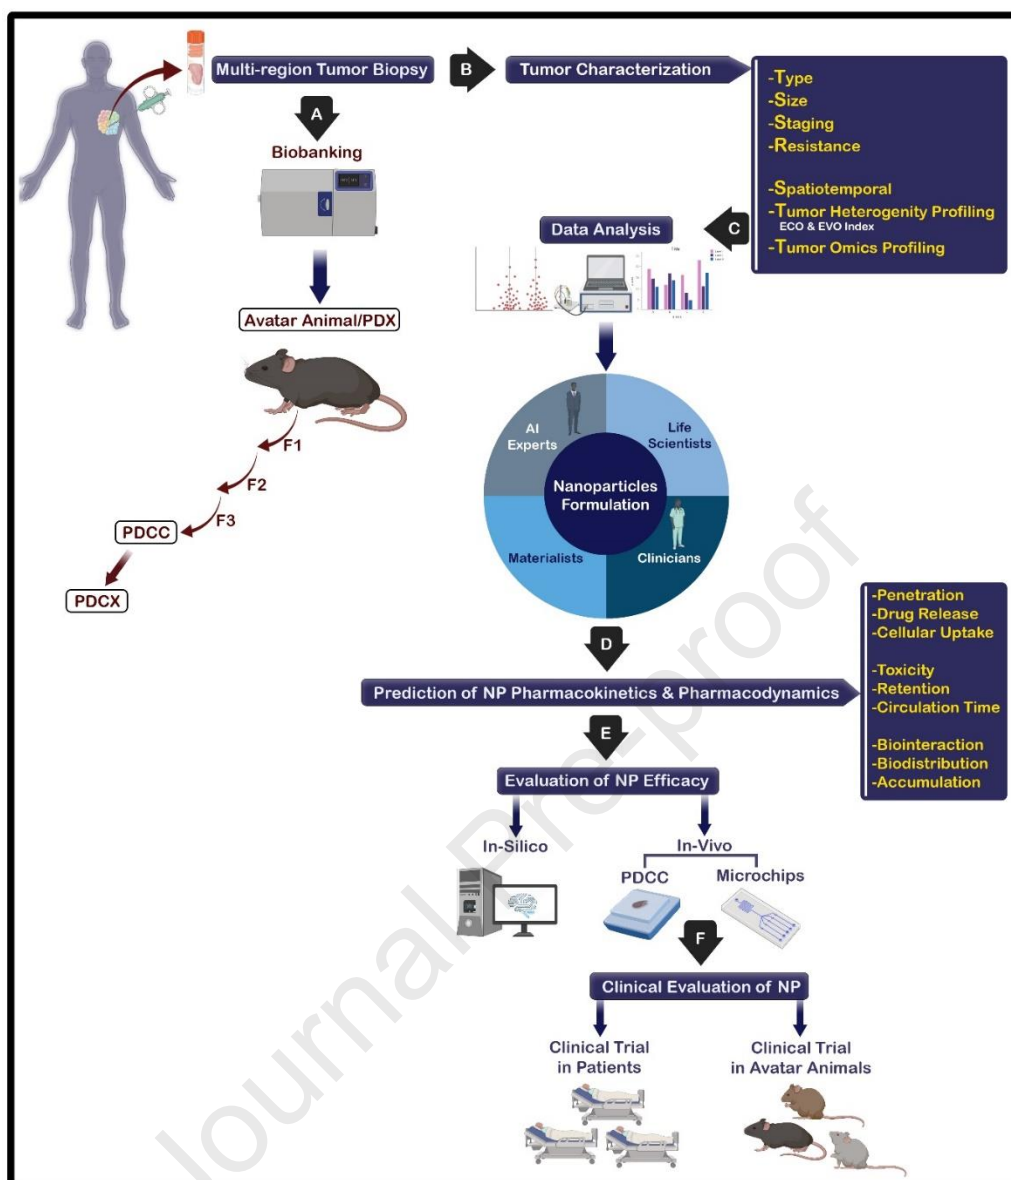 Multi-region Tumor Biopsy
B
Tumor Characterization
-Type
-Size
-Staging
-Resistance
-Spatiotemporal
-Tumor Heterogenity Profiling
ECO & EVO Index
-Tumor Omics Profiling
A
Biobanking
C
Data Analysis
Avatar Animal/PDX
F1
F2
F3
PDCC
PDCX
AI
Experts
Life
Scientists
Nanoparticles
Formulation
Materialists
Clinicians
D
Prediction of NP Pharmacokinetics & Pharmacodynamics
-Penetration
-Drug Release
-Cellular Uptake
-Toxicity
-Retention
-Circulation Time
-Biointeraction
-Biodistribution
-Accumulation
E
Evaluation of NP Efficacy
In-Silico
In-Vivo
PDCC
Microchips
F
Clinical Evaluation of NP
Clinical Trial
in Patients
Clinical Trial
in Avatar Animals
Journal Pre-proof